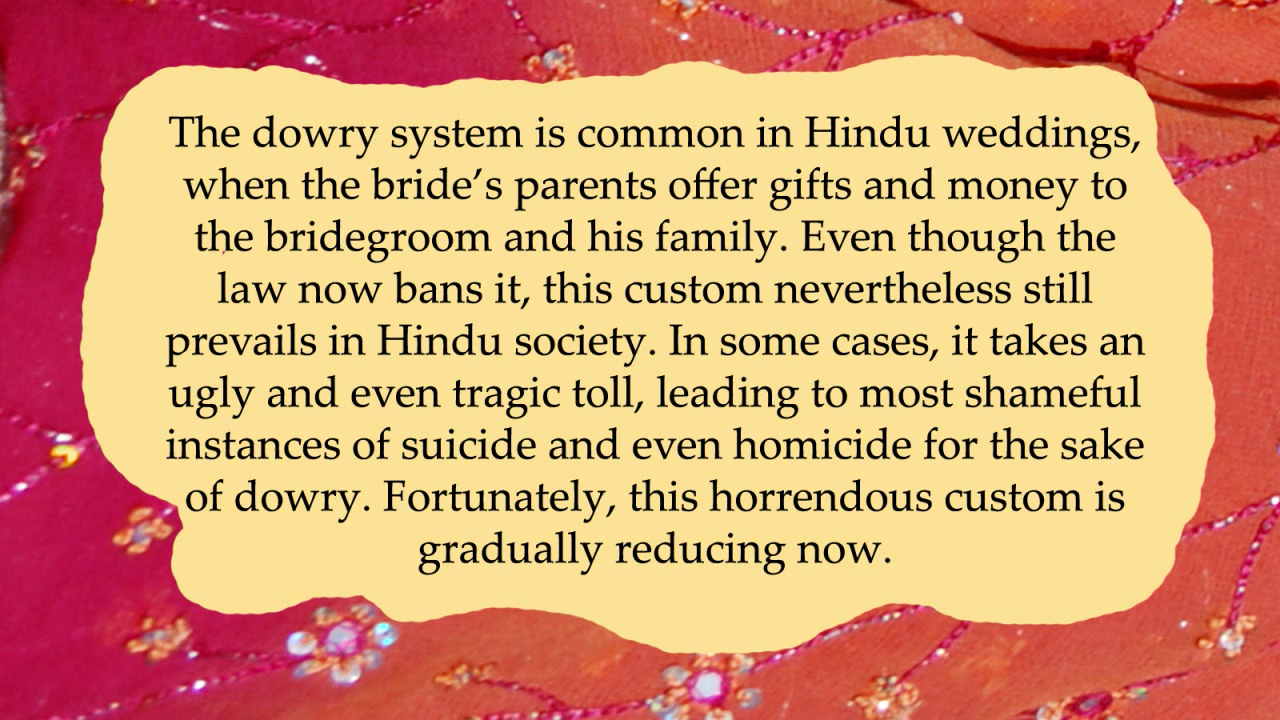 The dowry system is common in Hindu weddings,
when the bride’s parents offer gifts and money to
the bridegroom and his family. Even though the
law now bans it, this custom nevertheless still
prevails in Hindu society. In some cases, it takes an
ugly and even tragic toll, leading to most shameful
instances of suicide and even homicide for the sake
of dowry. Fortunately, this horrendous custom is
gradually reducing now.